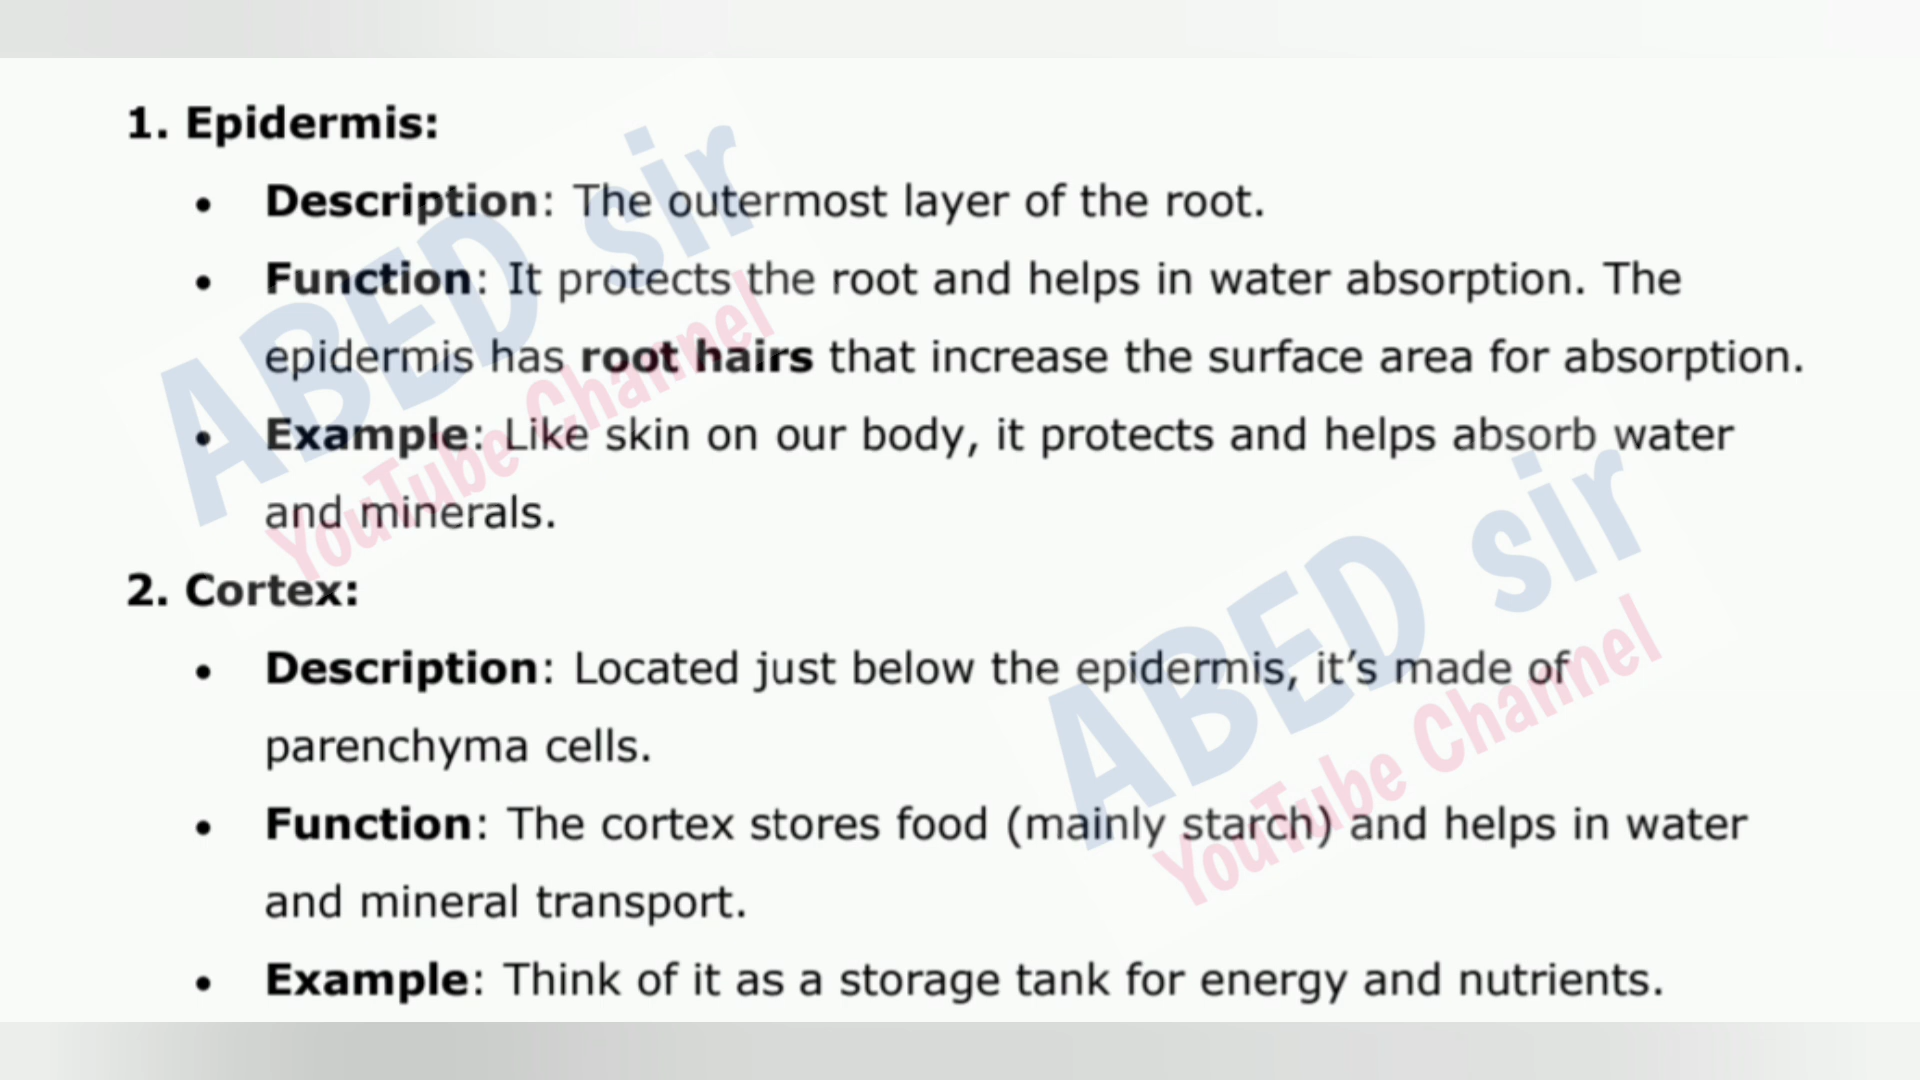 1. Epidermis:
• Description: The outermost layer of the root.
• Function: It protects the root and helps in water absorption. The
epidermis has root hairs that increase the surface area for absorption.
• Example: Like skin on our body, it protects and helps absorb water
and minerals.
2. Cortex:
• Description: Located just below the epidermis, it’s made of
parenchyma cells.
• Function: The cortex stores food (mainly starch) and helps in water
and mineral transport.
• Example: Think of it as a storage tank for energy and nutrients.
ABED sir
YouTube Channel
ABED sir
YouTube Channel